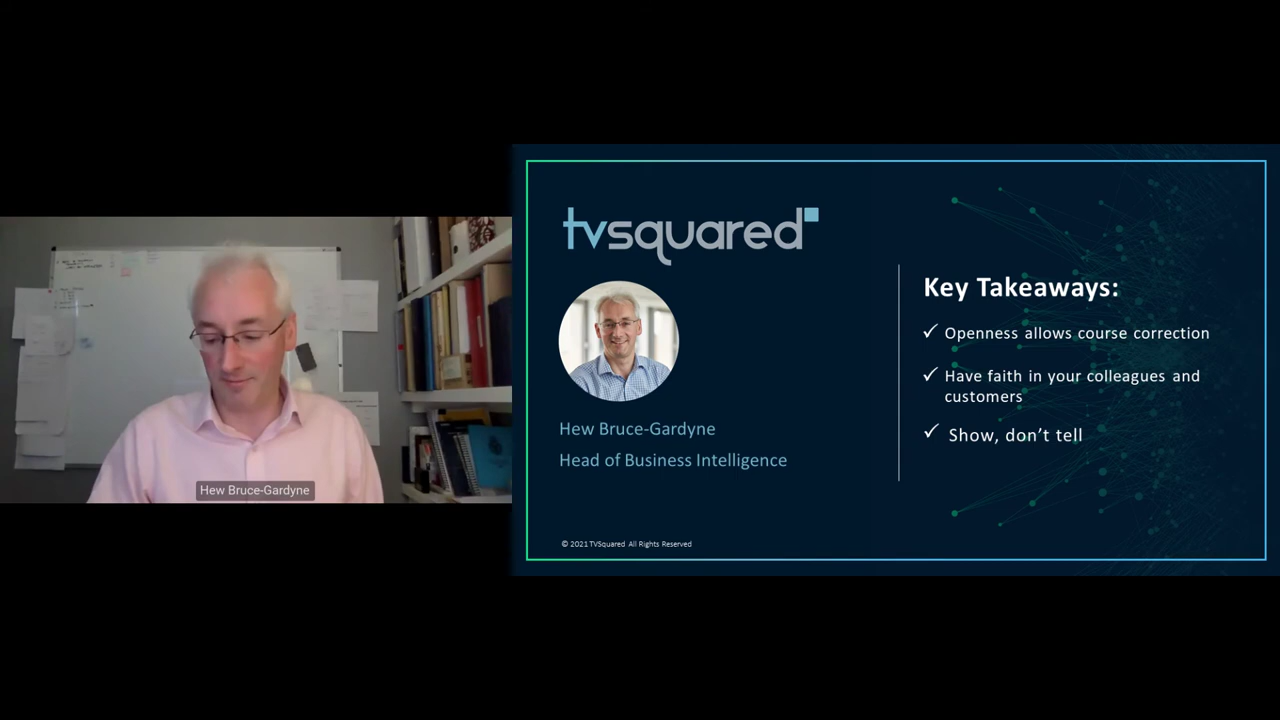 Hew Bruce-Gardyne
tvsquared
Hew Bruce-Gardyne
Head of Business Intelligence
© 2021 TVSquared All Rights Reserved
Key Takeaways:
✓ Openness allows course correction
✓ Have faith in your colleagues and
customers
✓ Show, don’t tell